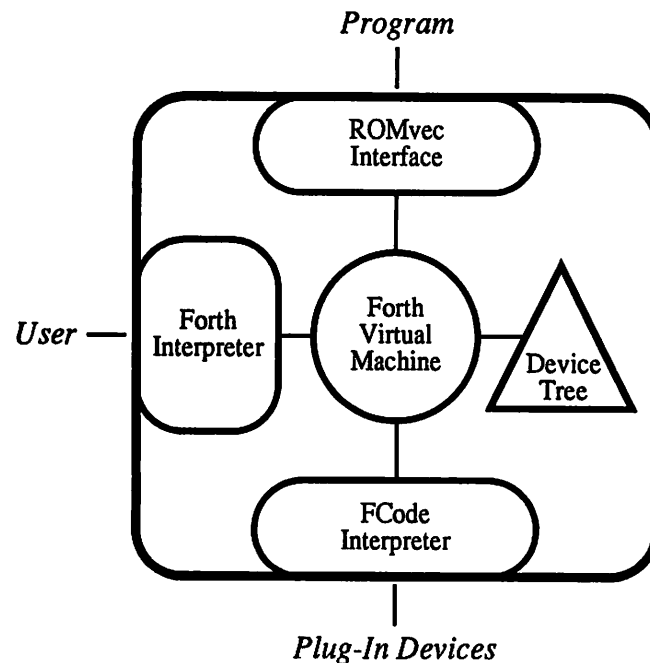 Program
ROMvec
Interface
User
Forth
Interpreter
Forth
Virtual
Machine
Device
Tree
FCode
Interpreter
Plug-In Devices